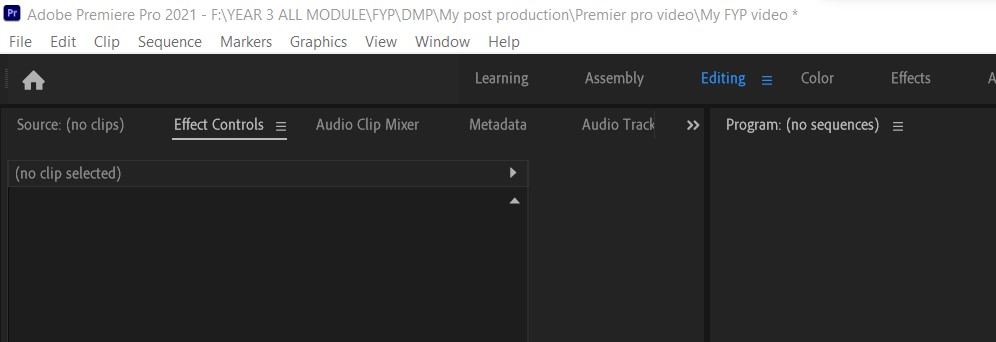 Pr Adobe Premiere Pro 2021 - F:\YEAR 3 ALL MODULE\FYP\DMP\My post production\Premier pro video\My FYP video *
File Edit Clip Sequence Markers Graphics View Window Help
Learning Assembly Editing Color Effects A
Source: (no clips) Effect Controls Audio Clip Mixer Metadata Audio Track Program: (no sequences)
(no clip selected)